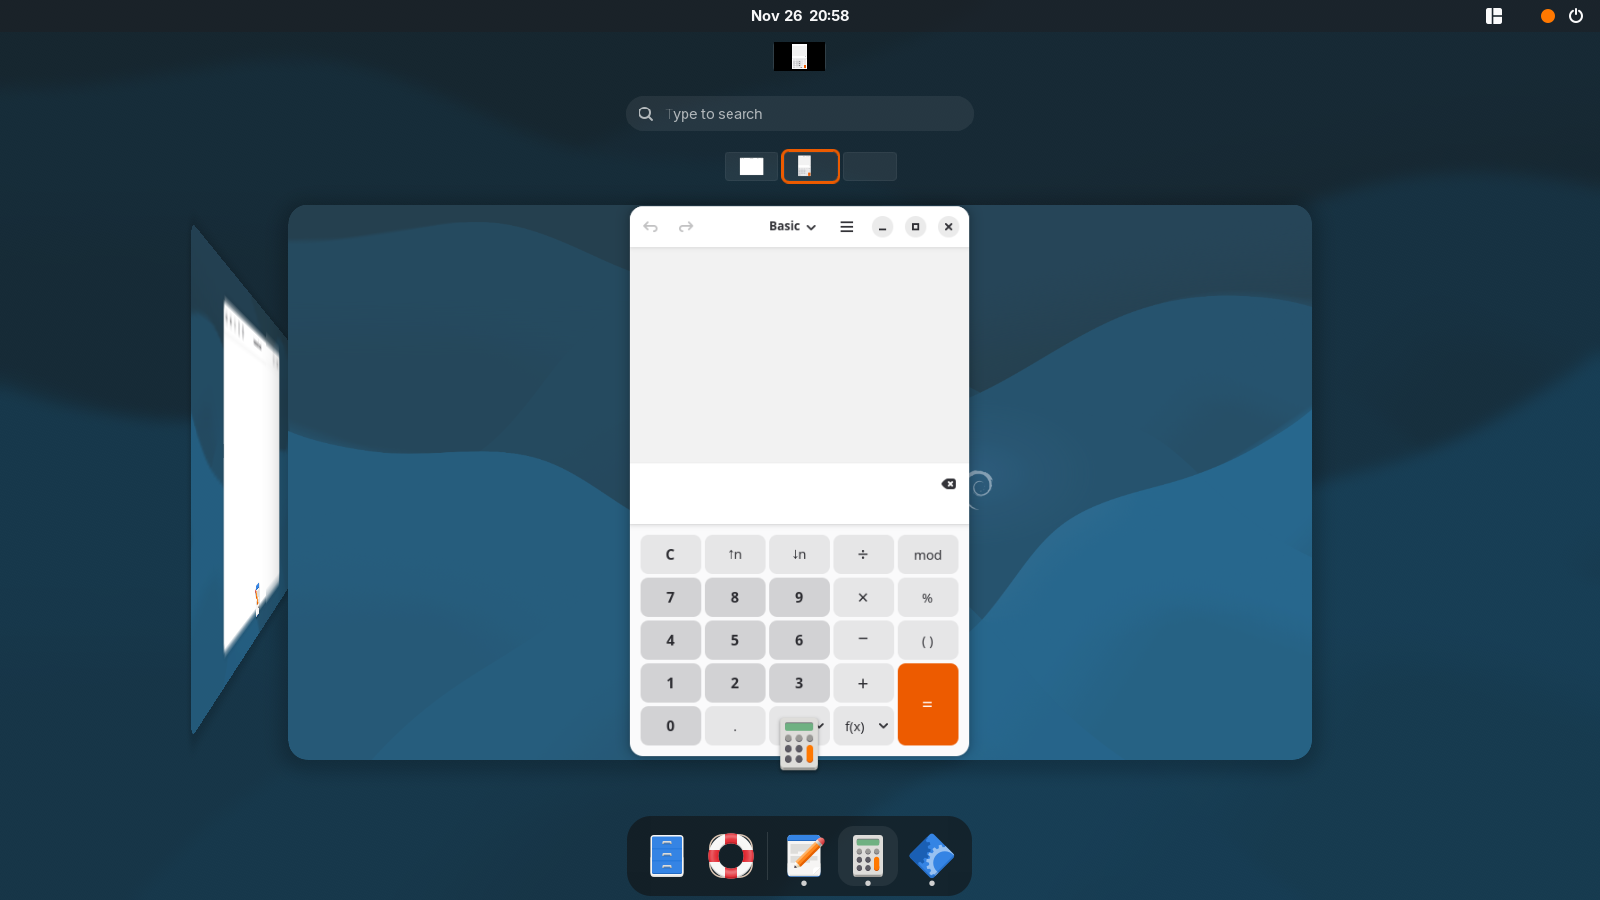 Nov 26 20:58
Type to search
Basic
C ↑n ↓n ÷ mod
7 8 9 × %
4 5 6 − ( )
1 2 3 +
=
0 . f(x)